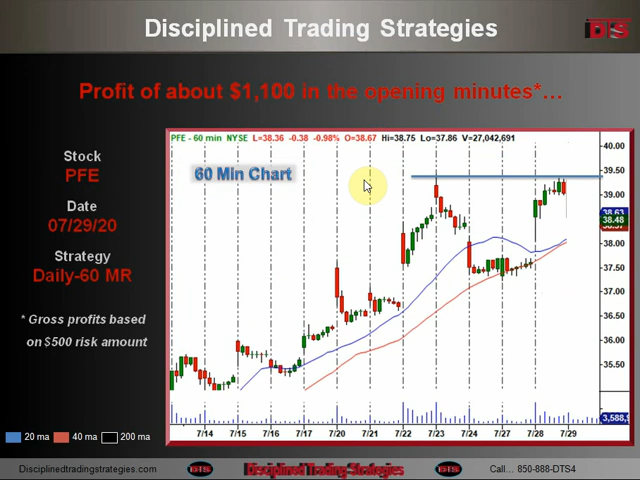 Disciplined Trading Strategies
DTS
Profit of about $1,100 in the opening minutes*…
Stock
PFE
Date
07/29/20
Strategy
Daily-60 MR
* Gross profits based
on $500 risk amount
20 ma 40 ma 200 ma
PFE - 60 min NYSE L=38.36 -0.38 -0.98% O=38.67 Hi=38.75 Lo=37.86 V=27,042,691
60 Min Chart
40.00
39.50
39.00
38.63
38.48
38.00
37.50
37.00
36.50
36.00
35.50
3,588,9
7/14 7/15 7/16 7/17 7/20 7/21 7/22 7/23 7/24 7/27 7/28 7/29
Disciplinedtradingstrategies.com DTS Disciplined Trading Strategies DTS Call... 850-888-DTS4